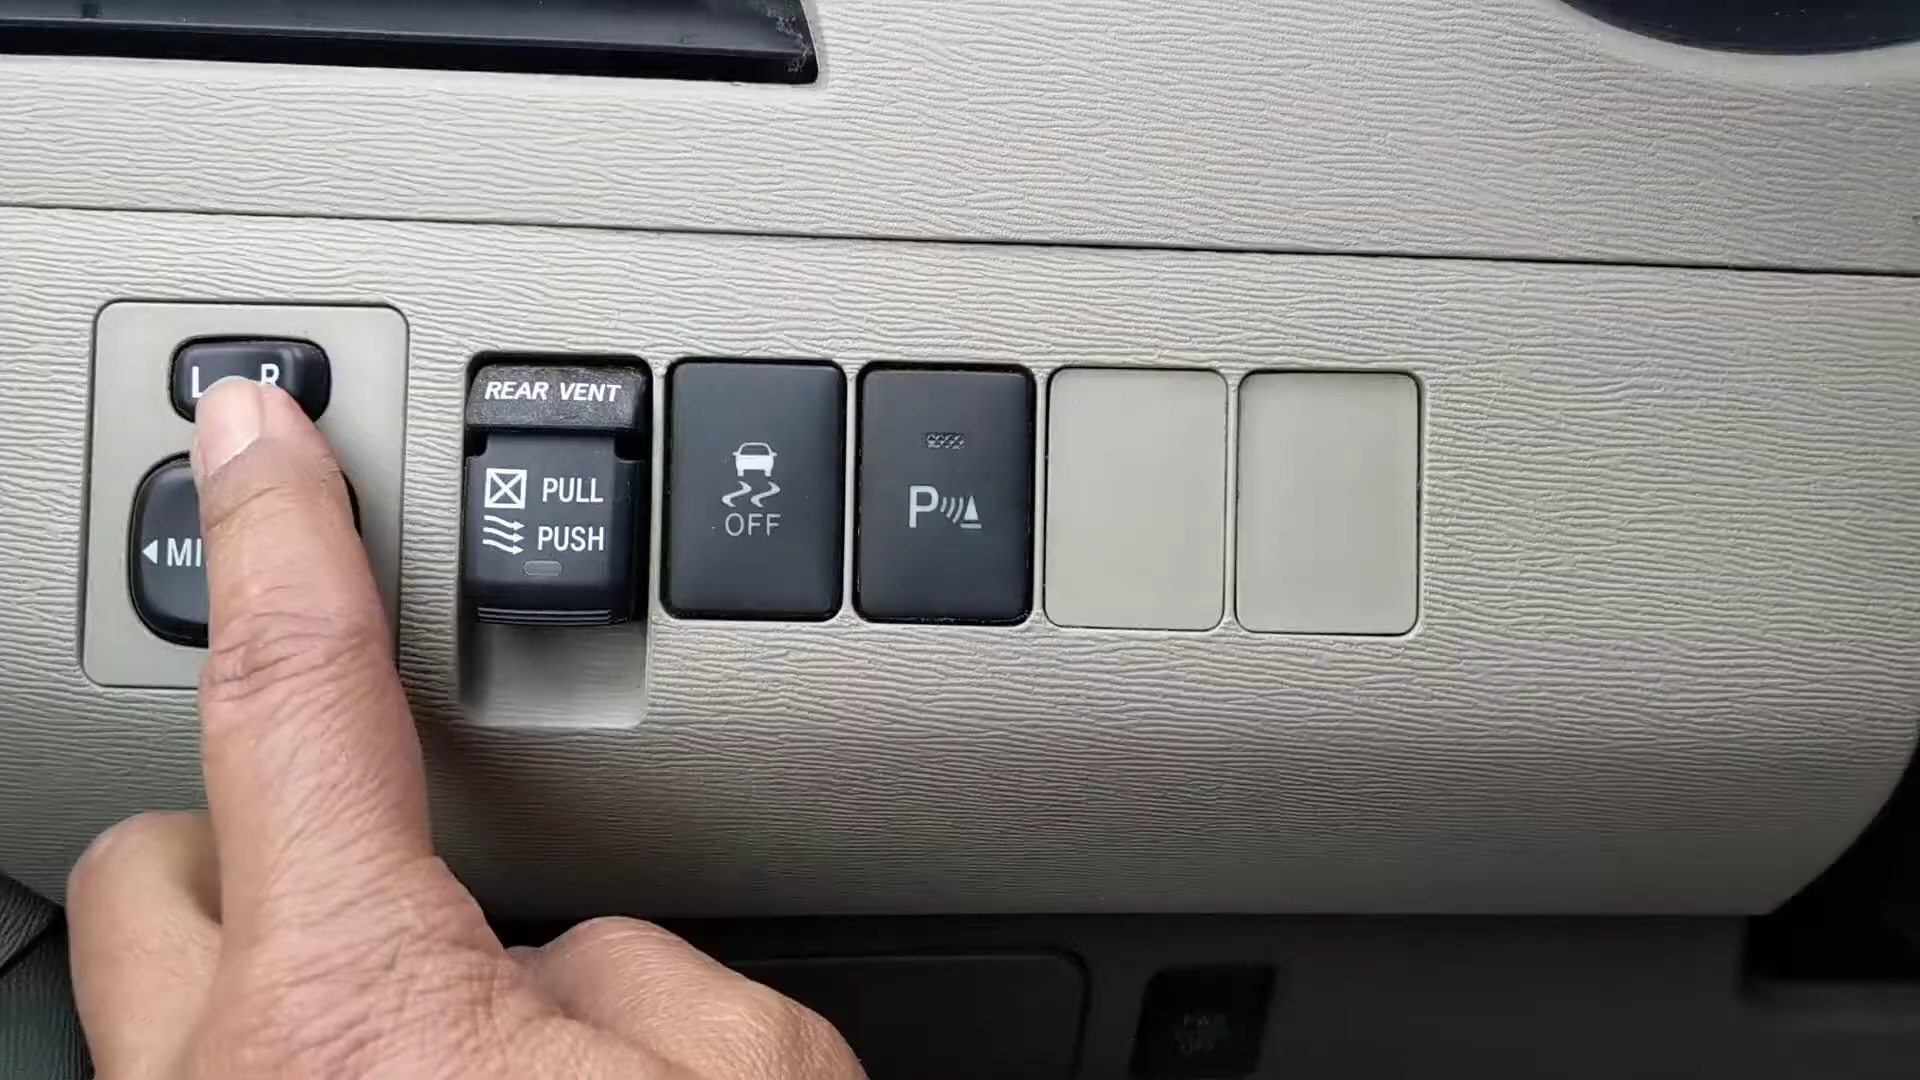 L R
◀ MI
REAR VENT
PULL
PUSH
OFF
P